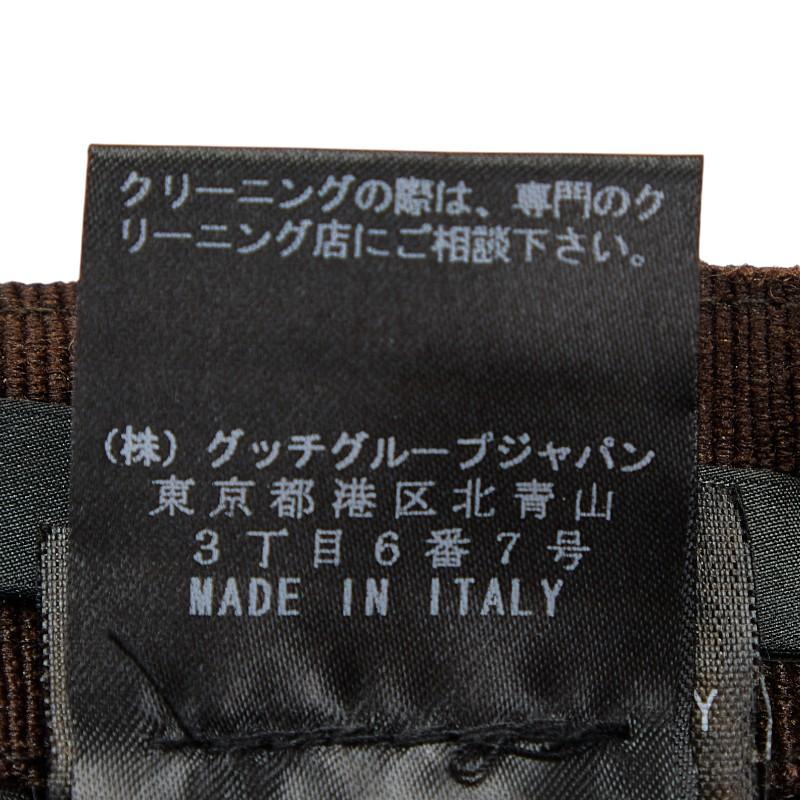 クリーニングの際は、専門のク
リーニング店にご相談下さい。
（株）グッチグループジャパン
東京都港区北青山
3丁目6番7号
MADE IN ITALY
Y